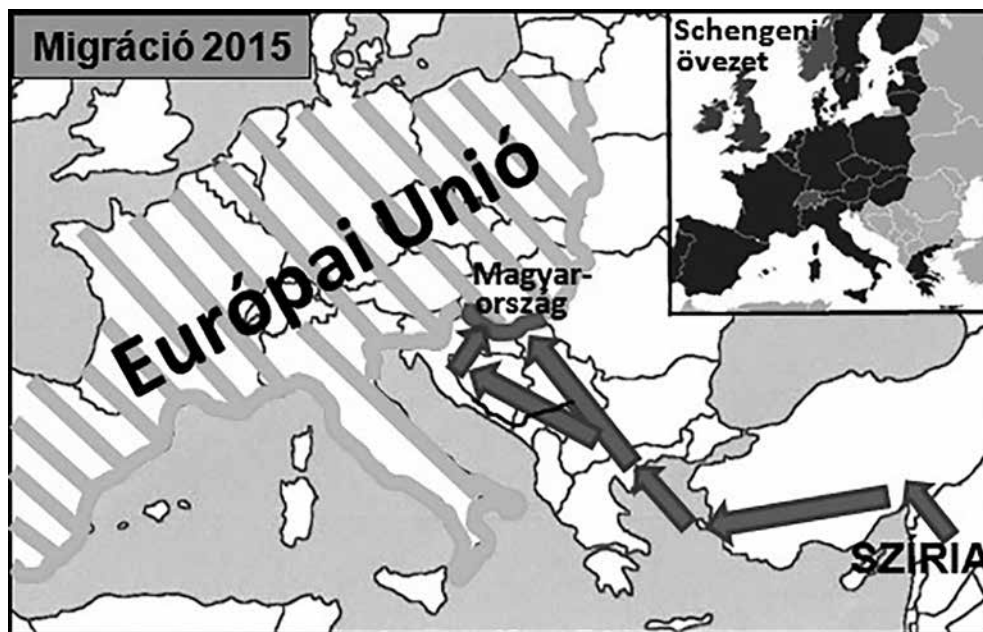 Migráció 2015
Schengeni
övezet
Európai Unió
Magyar-
ország
SZÍRIA